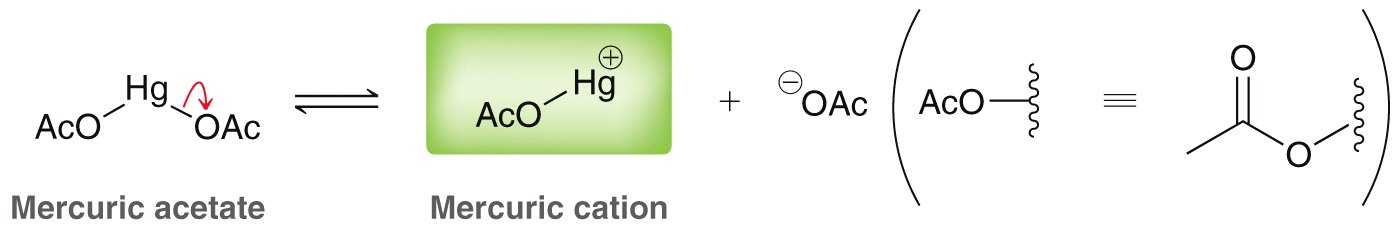 Hg
AcO OAc
AcO Hg ⊕
+
⊖ OAc
AcO
≡
O
O
Mercuric acetate
Mercuric cation